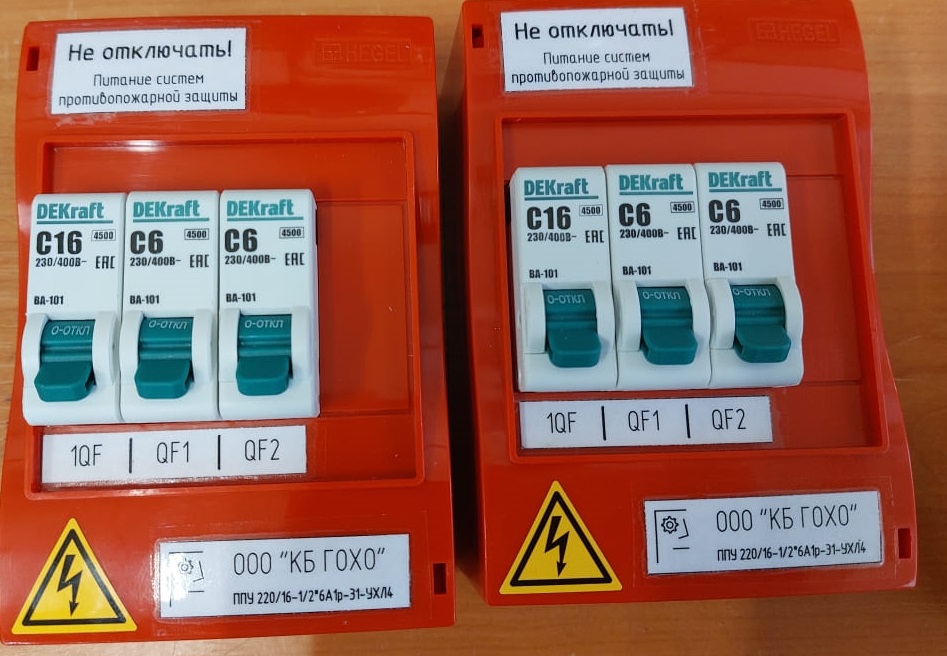 Не отключать!
Питание систем
противопожарной защиты
HEGEL
DEKraft
C16
4500
230/400В~
EAC
ВА-101
О-ОТКЛ
DEKraft
C6
4500
230/400В~
EAC
ВА-101
О-ОТКЛ
DEKraft
C6
4500
230/400В~
EAC
ВА-101
О-ОТКЛ
1QF | QF1 | QF2
ООО "КБ ГОХО"
ППУ 220/16-1/2*6А1р-31-УХЛ4
Не отключать!
Питание систем
противопожарной защиты
HEGEL
DEKraft
C16
4500
230/400В~
EAC
ВА-101
О-ОТКЛ
DEKraft
C6
4500
230/400В~
EAC
ВА-101
О-ОТКЛ
DEKraft
C6
4500
230/400В~
EAC
ВА-101
О-ОТКЛ
1QF | QF1 | QF2
ООО "КБ ГОХО"
ППУ 220/16-1/2*6А1р-31-УХЛ4